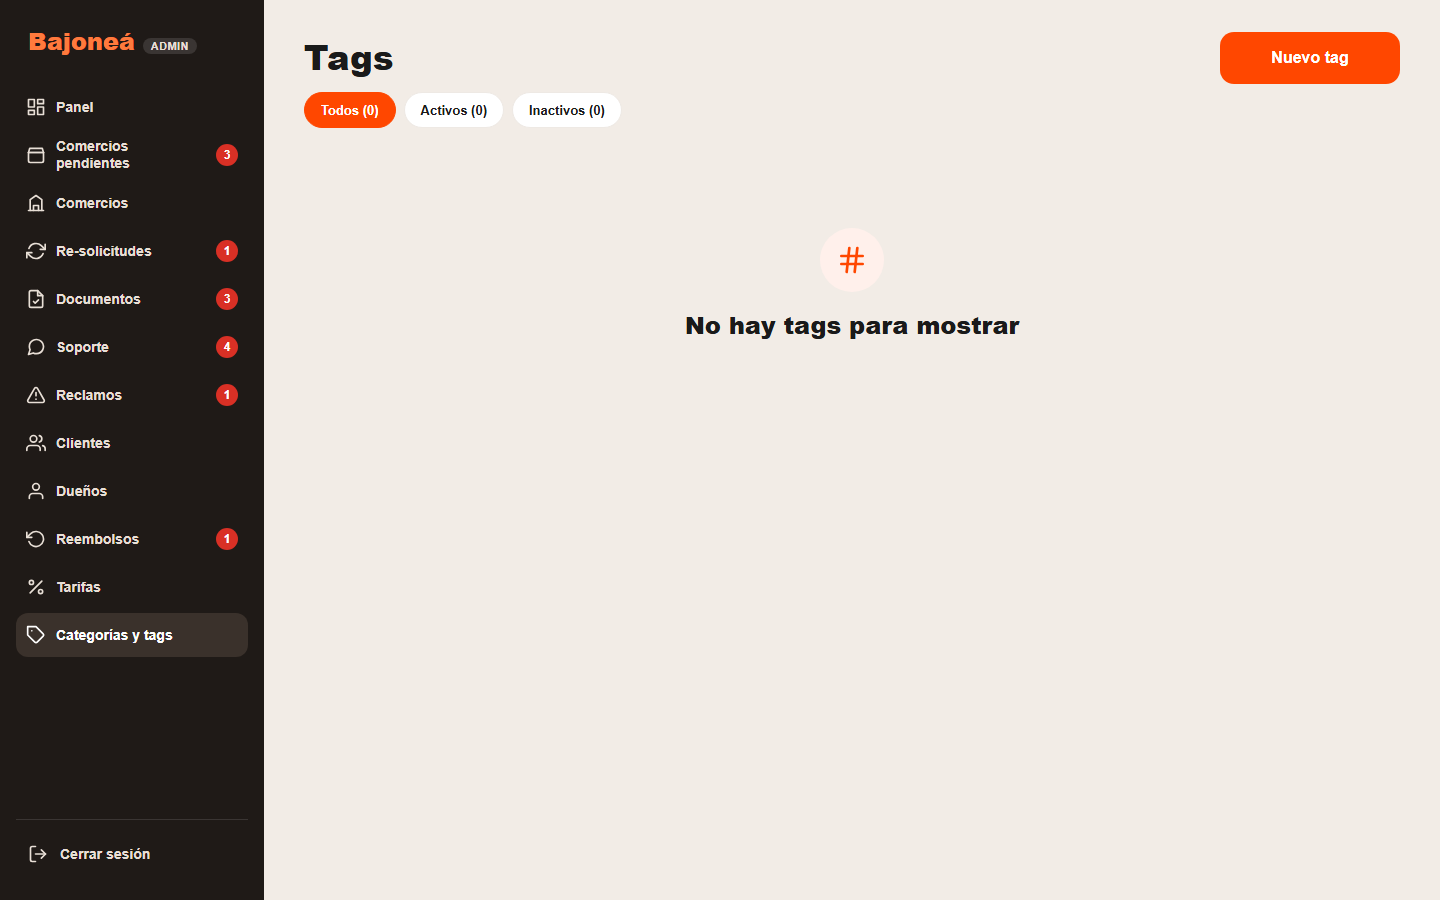 Bajoneá ADMIN
Panel
Comercios
pendientes 3
Comercios
Re-solicitudes 1
Documentos 3
Soporte 4
Reclamos 1
Clientes
Dueños
Reembolsos 1
Tarifas
Categorías y tags
Cerrar sesión
Tags
Nuevo tag
Todos (0) Activos (0) Inactivos (0)
#
No hay tags para mostrar